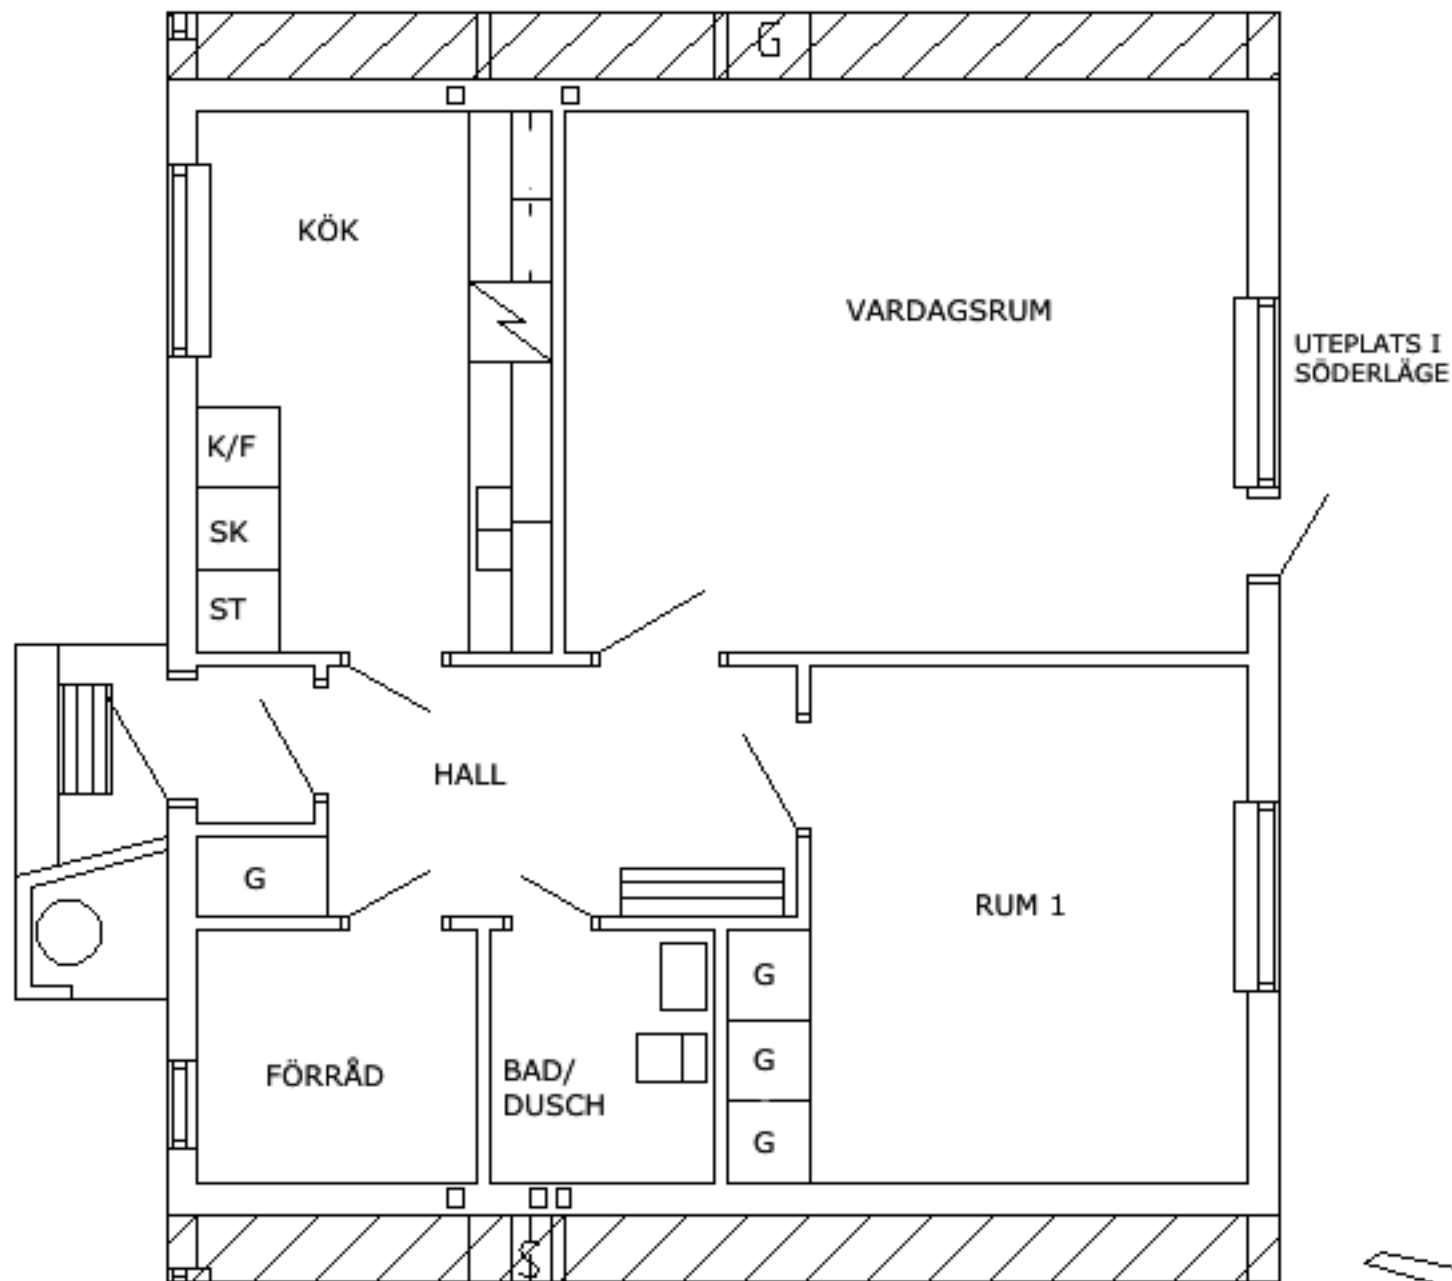 G
KÖK
VARDAGSRUM
UTEPLATS I
SÖDERLÄGE
K/F
SK
ST
HALL
G
RUM 1
G
FÖRRÅD
BAD/
DUSCH
G
G
S